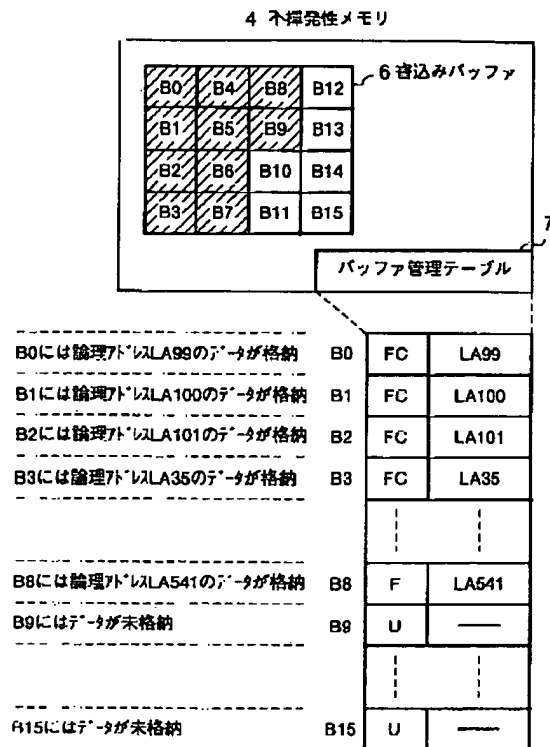 4 不揮発性メモリ
B0 B4 B8 B12
6 書込みバッファ
B1 B5 B9 B13
B2 B6 B10 B14
B3 B7 B11 B15
7
バッファ管理テーブル
B0には論理ｱﾄﾞﾚｽLA99のﾃﾞｰﾀが格納 B0 FC LA99
B1には論理ｱﾄﾞﾚｽLA100のﾃﾞｰﾀが格納 B1 FC LA100
B2には論理ｱﾄﾞﾚｽLA101のﾃﾞｰﾀが格納 B2 FC LA101
B3には論理ｱﾄﾞﾚｽLA35のﾃﾞｰﾀが格納 B3 FC LA35
B8には論理ｱﾄﾞﾚｽLA541のﾃﾞｰﾀが格納 B8 F LA541
B9にはﾃﾞｰﾀが未格納 B9 U —
B15にはﾃﾞｰﾀが未格納 B15 U —